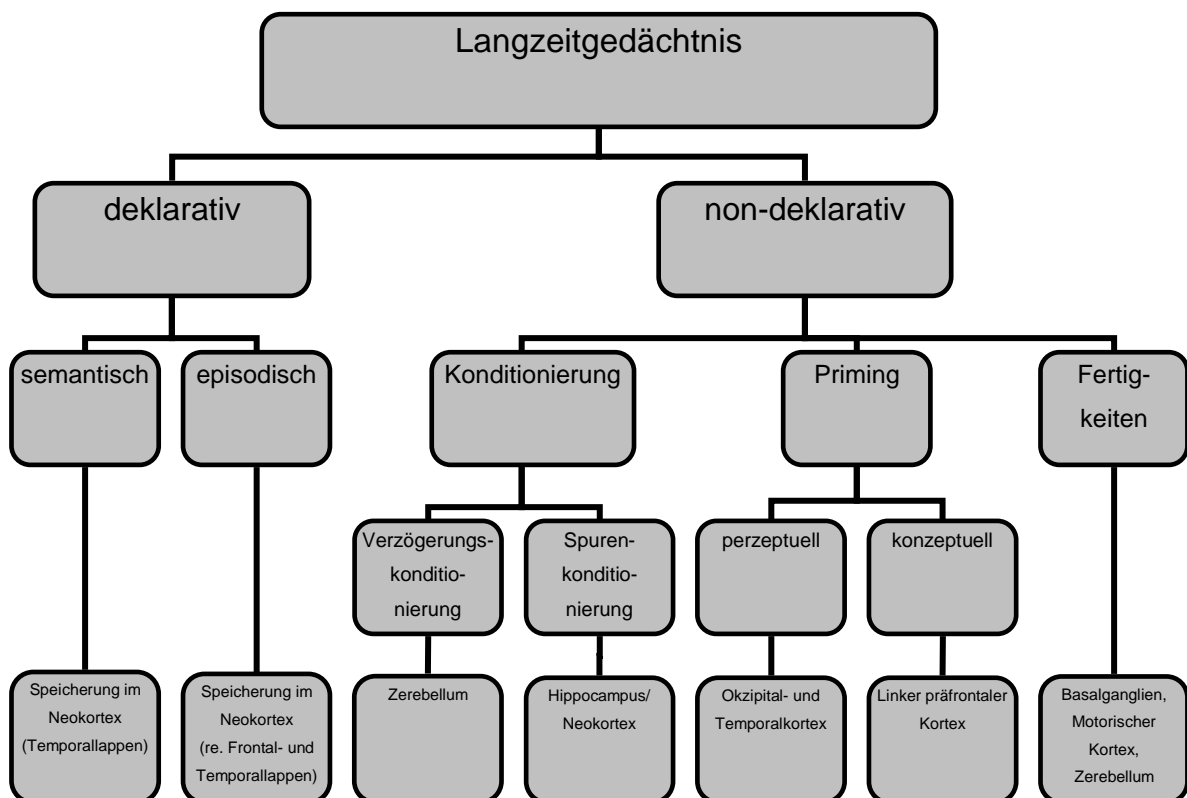 Langzeitgedächtnis
deklarativ
non-deklarativ
semantisch
episodisch
Konditionierung
Priming
Fertig-
keiten
Verzögerungs-
konditio-
nierung
Spuren-
konditio-
nierung
perzeptuell
konzeptuell
Speicherung im
Neokortex
(Temporallappen)
Speicherung im
Neokortex
(re. Frontal- und
Temporallappen)
Zerebellum
Hippocampus/
Neokortex
Okzipital- und
Temporalkortex
Linker präfrontaler
Kortex
Basalganglien,
Motorischer
Kortex,
Zerebellum